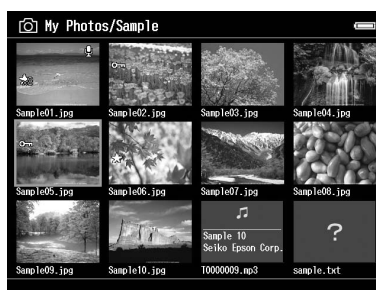 My Photos/Sample
Sample01.jpg
Sample02.jpg
Sample03.jpg
Sample04.jpg
Sample05.jpg
Sample06.jpg
Sample07.jpg
Sample08.jpg
Sample 10
Seiko Epson Corp.
?
Sample09.jpg
Sample10.jpg
T0000009.mp3
sample.txt